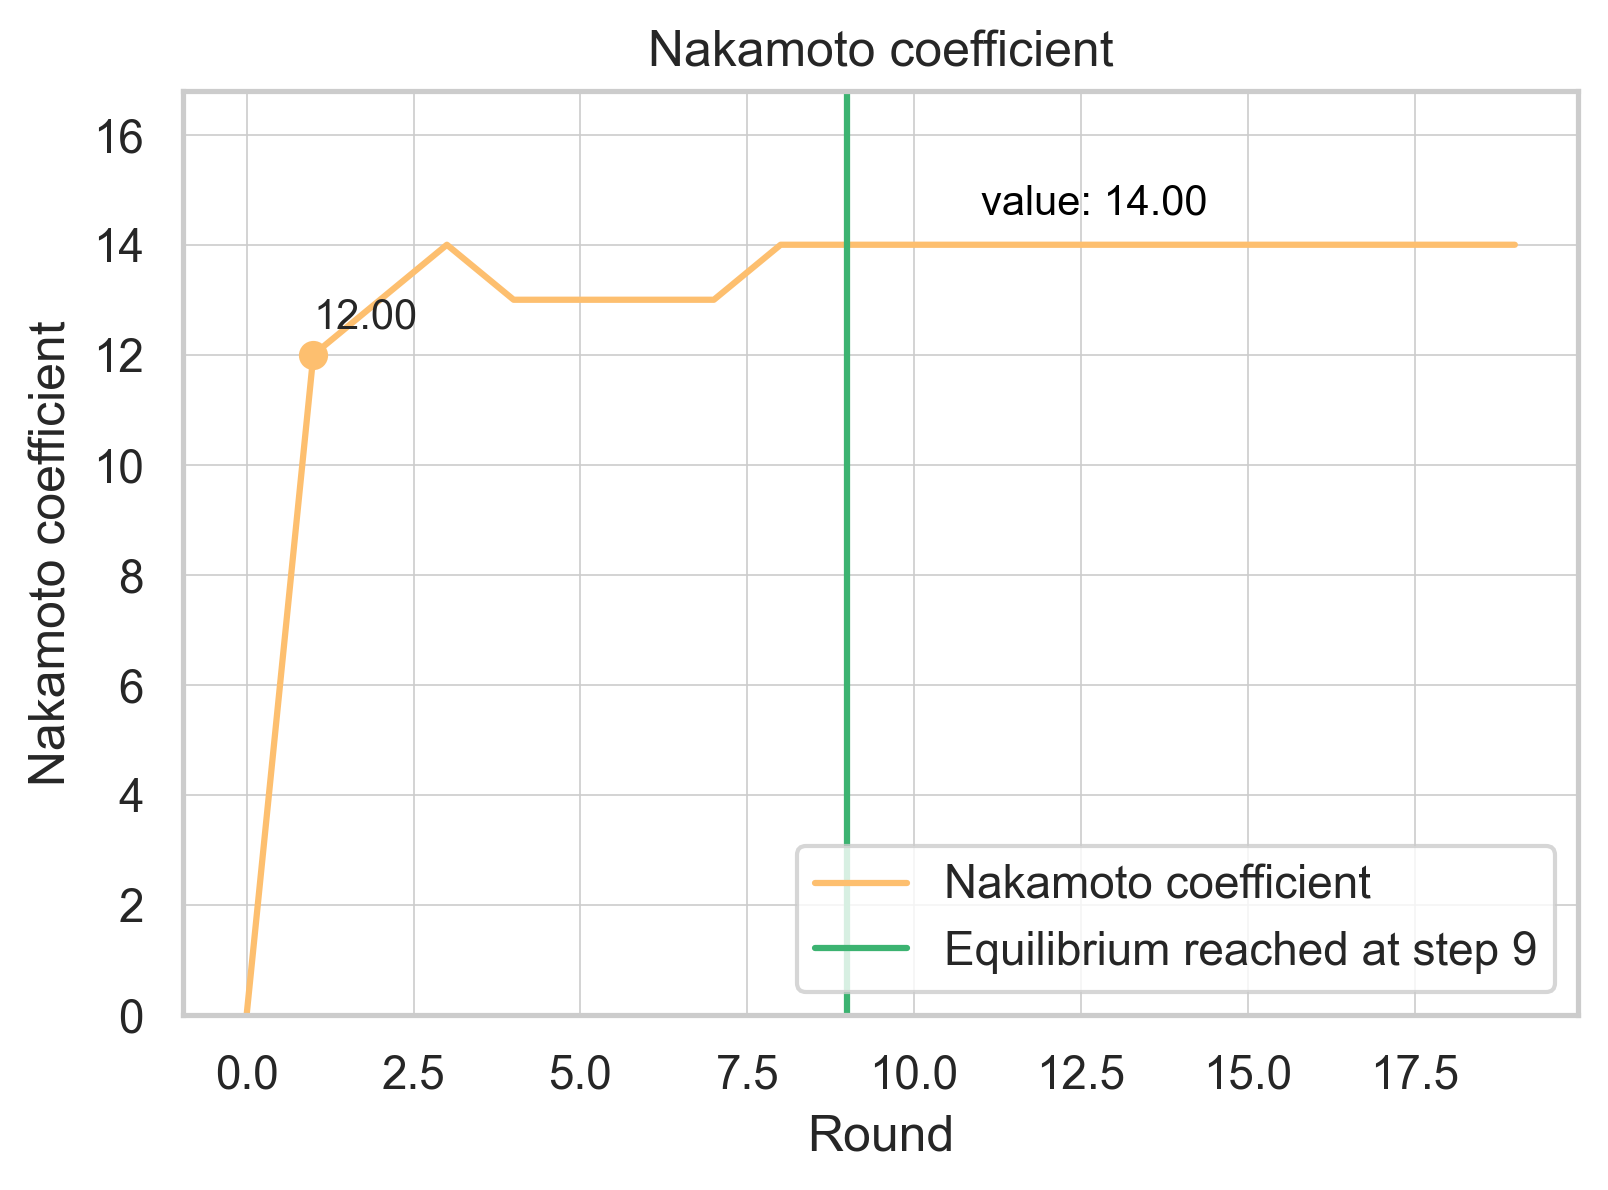 Nakamoto coefficient
16
14
12
10
8
6
4
2
0
Nakamoto coefficient
12.00
value: 14.00
Nakamoto coefficient
Equilibrium reached at step 9
0.0 2.5 5.0 7.5 10.0 12.5 15.0 17.5
Round